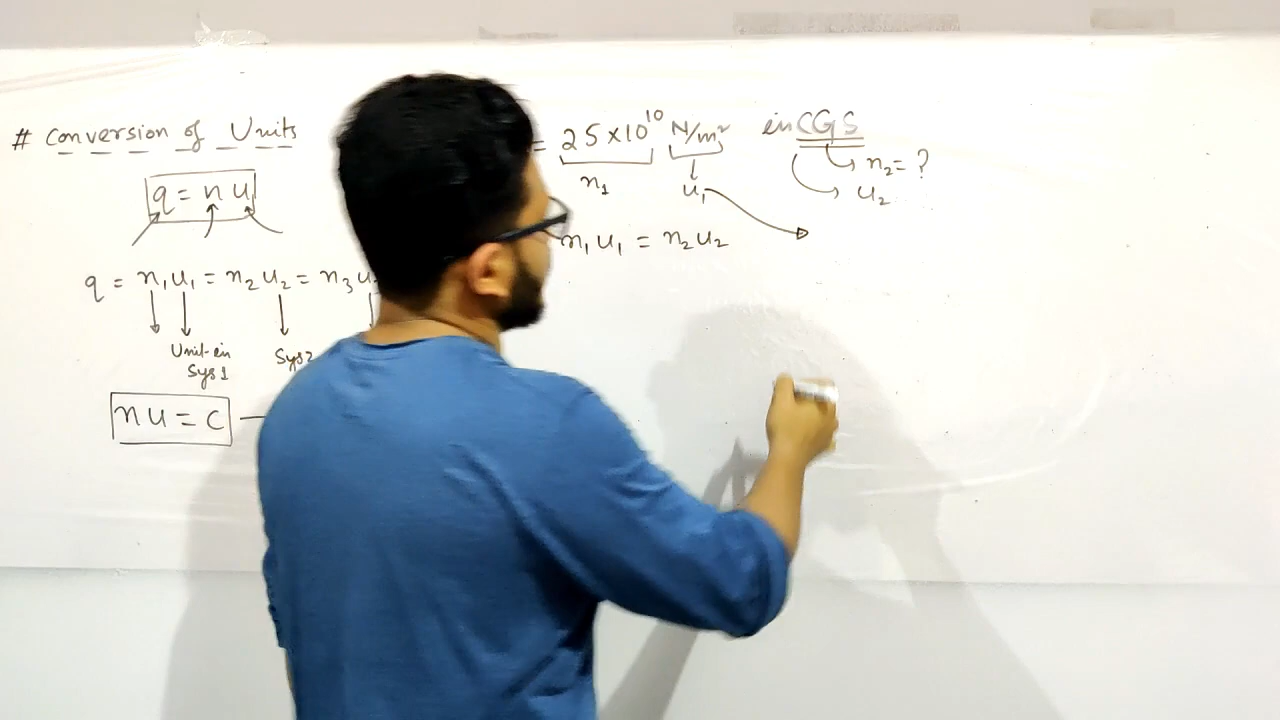 # Conversion of Units
q = n u
q = n₁u₁ = n₂u₂ = n₃u
Unit in
Sys 1
Sys 2
n u = C
= 25 × 10¹⁰ N/m² in CGS
n₁
u₁
n₂ = ?
u₂
n₁u₁ = n₂u₂